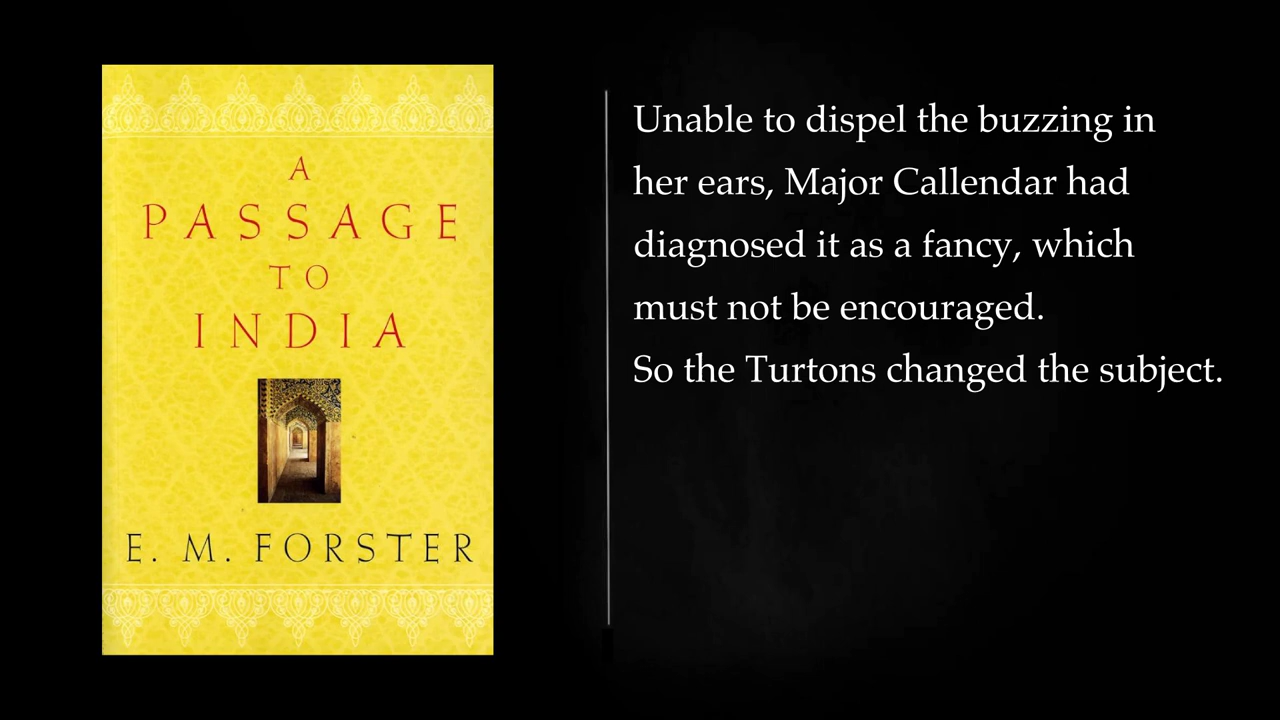 A
PASSAGE
TO
INDIA
E. M. FORSTER
Unable to dispel the buzzing in
her ears, Major Callendar had
diagnosed it as a fancy, which
must not be encouraged.
So the Turtons changed the subject.